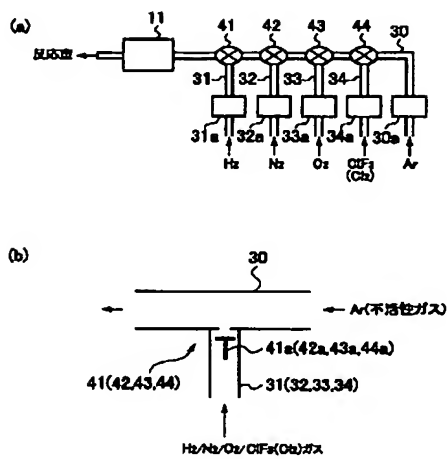 (a)
11
41
42
43
44
30
反応室
31
32
33
34
31a
32a
33a
34a
30a
H2
N2
O2
ClF3
(Cl2)
Ar
(b)
30
Ar(不活性ガス)
41a(42a,43a,44a)
41(42,43,44)
31(32,33,34)
H2/N2/O2/ClF3(Cl2)ガス